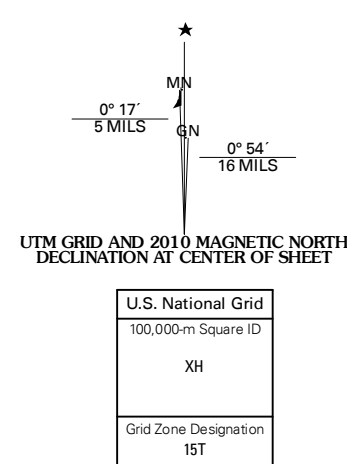 MN
0° 17´
5 MILS
GN
0° 54´
16 MILS
UTM GRID AND 2010 MAGNETIC NORTH
DECLINATION AT CENTER OF SHEET
U.S. National Grid
100,000-m Square ID
XH
Grid Zone Designation
15T